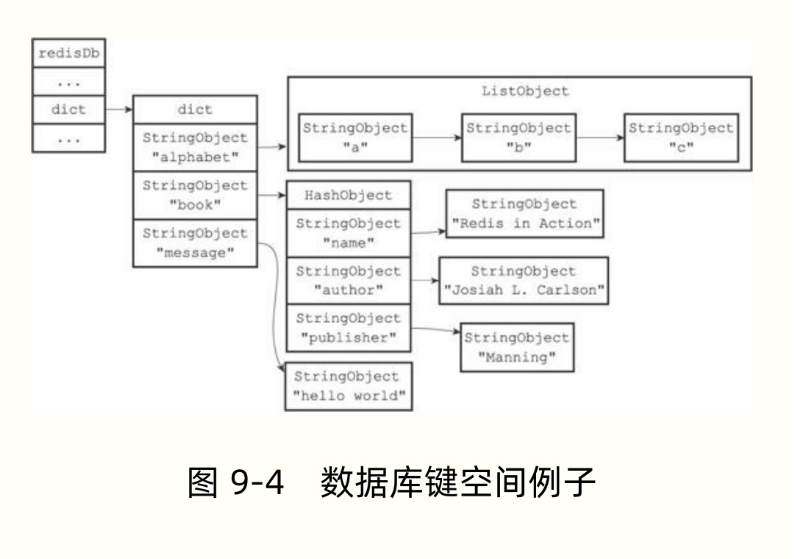 redisDb
...
dict
...
dict
StringObject
"alphabet"
StringObject
"book"
StringObject
"message"
ListObject
StringObject
"a"
StringObject
"b"
StringObject
"c"
HashObject
StringObject
"name"
StringObject
"author"
StringObject
"publisher"
StringObject
"Redis in Action"
StringObject
"Josiah L. Carlson"
StringObject
"Manning"
StringObject
"hello world"
图 9-4 数据库键空间例子